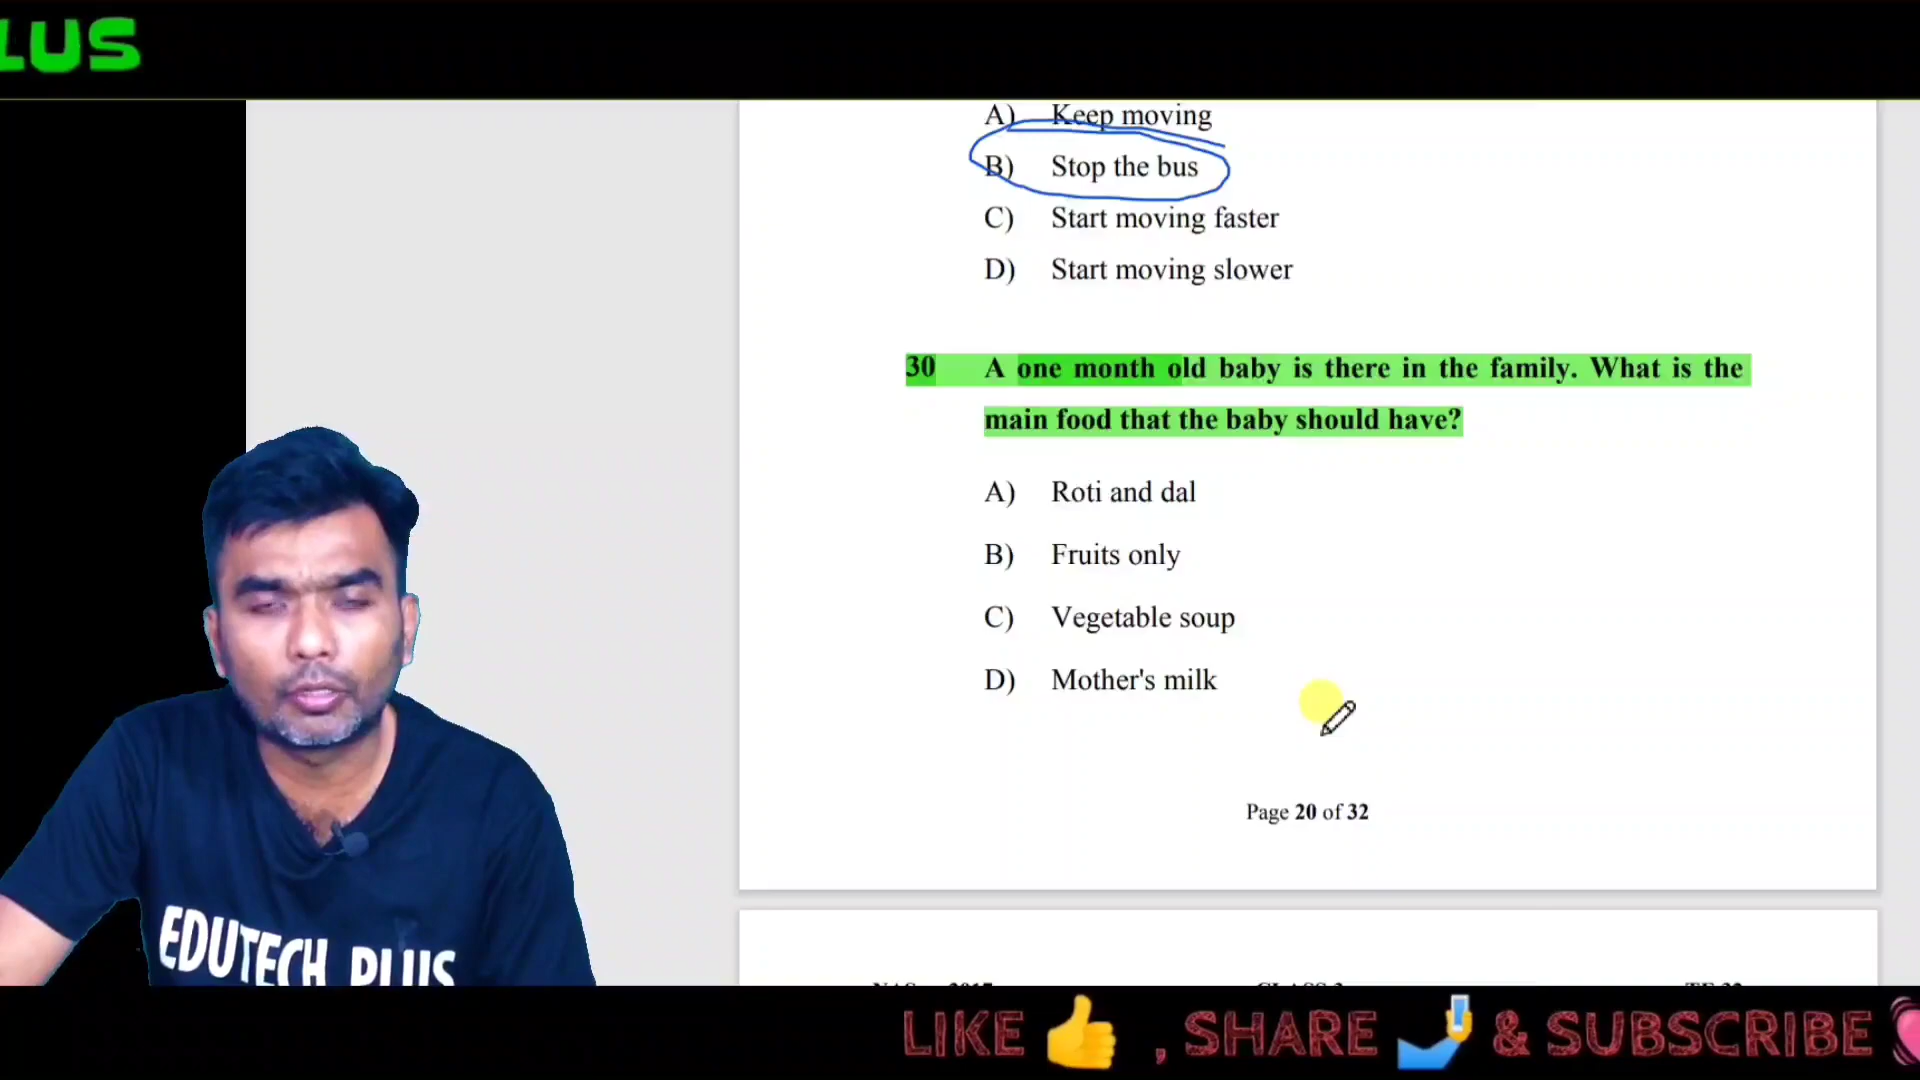 LUS
A) Keep moving
B) Stop the bus
C) Start moving faster
D) Start moving slower
30 A one month old baby is there in the family. What is the
main food that the baby should have?
A) Roti and dal
B) Fruits only
C) Vegetable soup
D) Mother's milk
Page 20 of 32
EDUTECH PLUS
LIKE 👍 , SHARE 🤳 & SUBSCRIBE